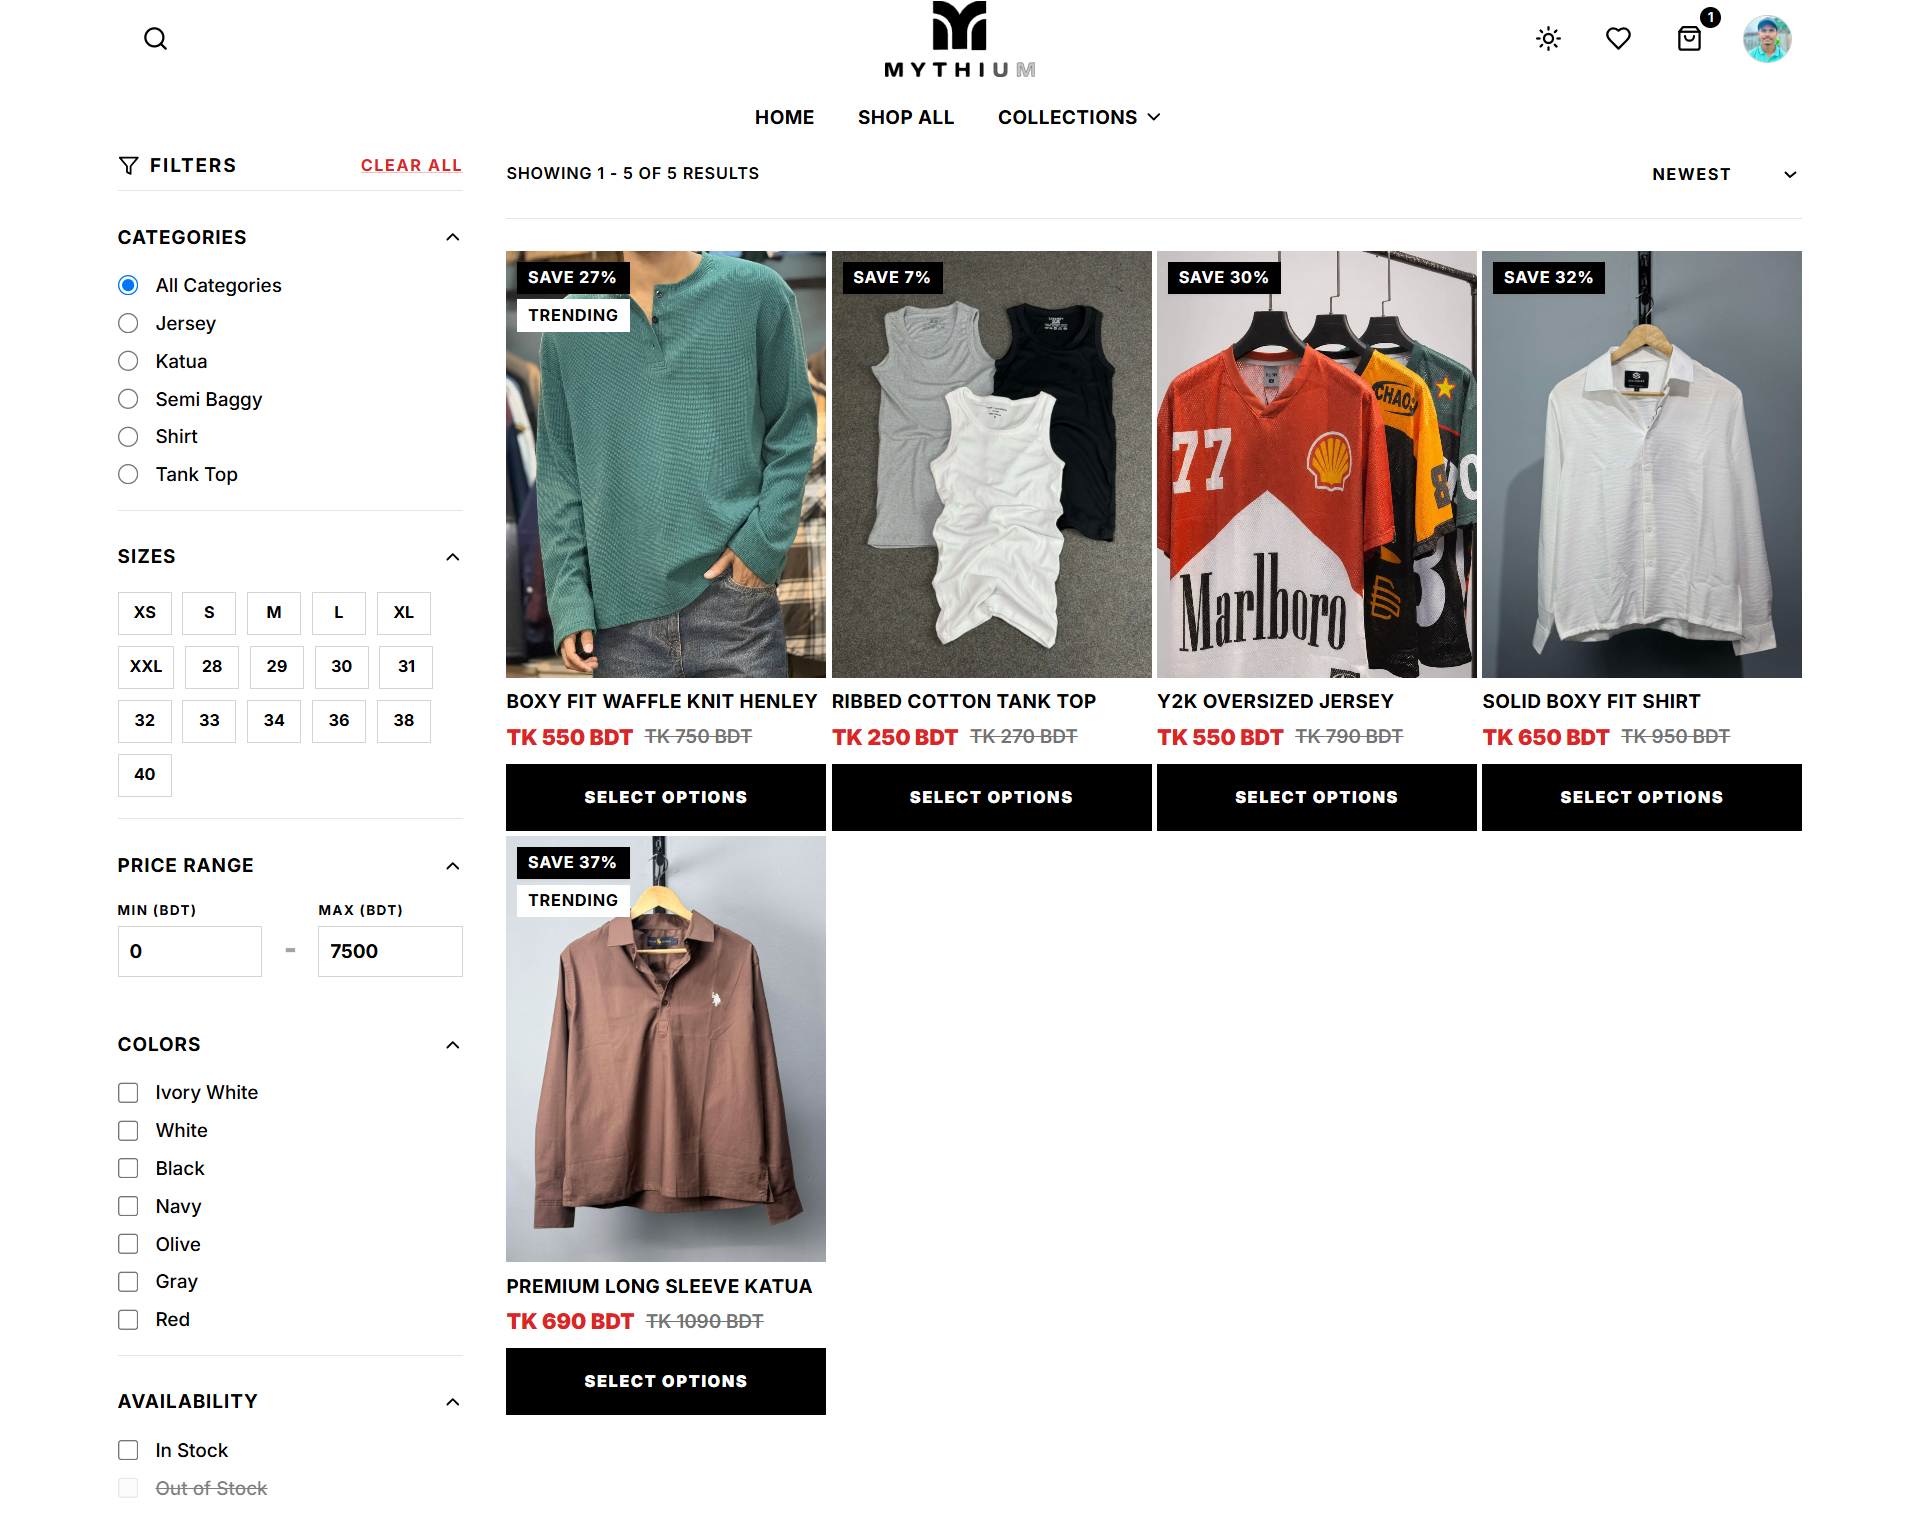 1
MYTHIUM
HOME SHOP ALL COLLECTIONS
FILTERS CLEAR ALL
CATEGORIES
All Categories
Jersey
Katua
Semi Baggy
Shirt
Tank Top
SIZES
XS S M L XL
XXL 28 29 30 31
32 33 34 36 38
40
PRICE RANGE
MIN (BDT) MAX (BDT)
0 - 7500
COLORS
Ivory White
White
Black
Navy
Olive
Gray
Red
AVAILABILITY
In Stock
Out of Stock
SHOWING 1 - 5 OF 5 RESULTS NEWEST
SAVE 27%
TRENDING
BOXY FIT WAFFLE KNIT HENLEY
TK 550 BDT TK 750 BDT
SELECT OPTIONS
SAVE 7%
RIBBED COTTON TANK TOP
TK 250 BDT TK 270 BDT
SELECT OPTIONS
SAVE 30%
CHAOS
77
Marlboro
Y2K OVERSIZED JERSEY
TK 550 BDT TK 790 BDT
SELECT OPTIONS
SAVE 32%
SOLID BOXY FIT SHIRT
TK 650 BDT TK 950 BDT
SELECT OPTIONS
SAVE 37%
TRENDING
PREMIUM LONG SLEEVE KATUA
TK 690 BDT TK 1090 BDT
SELECT OPTIONS